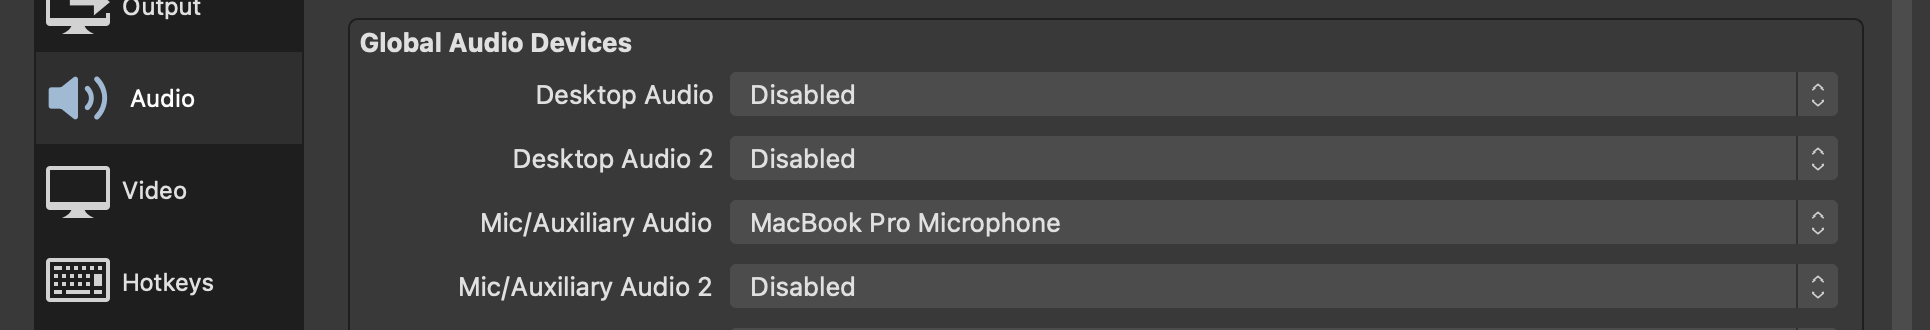 Output
Audio
Video
Hotkeys
Global Audio Devices
Desktop Audio Disabled
Desktop Audio 2 Disabled
Mic/Auxiliary Audio MacBook Pro Microphone
Mic/Auxiliary Audio 2 Disabled